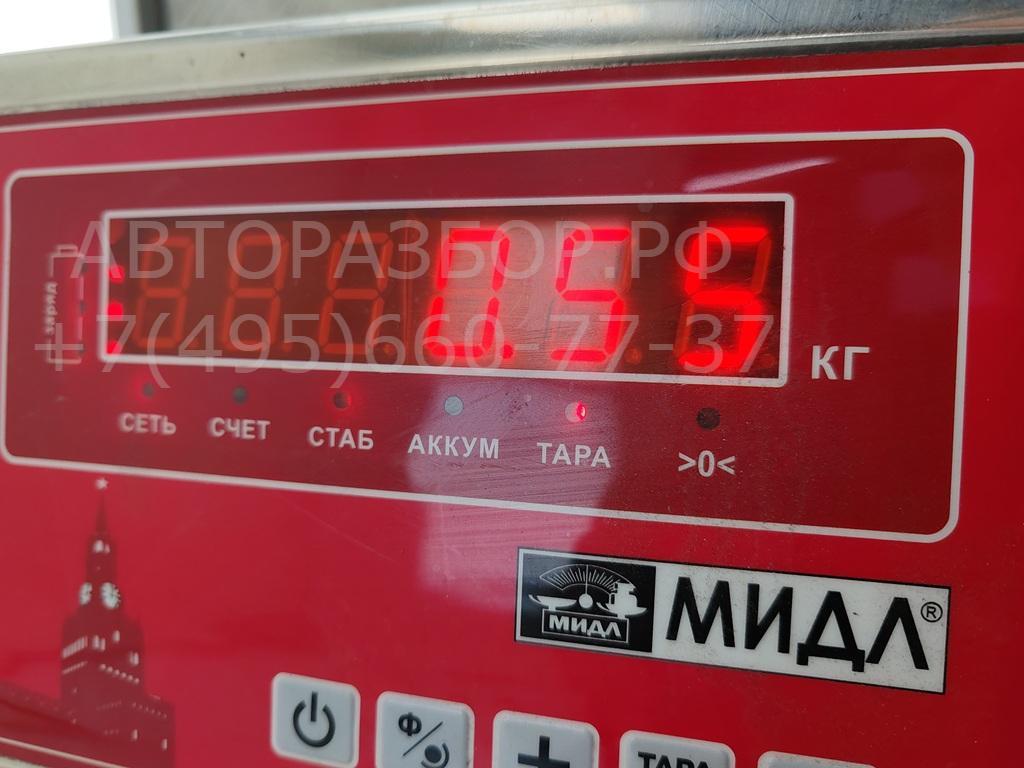 АВТОРАЗБОР.РФ
+7(495)660-77-37
0.55
заряд
КГ
СЕТЬ СЧЕТ СТАБ АККУМ ТАРА >0<
МИДЛ МИДЛ®
Ф/
+
ТАРА